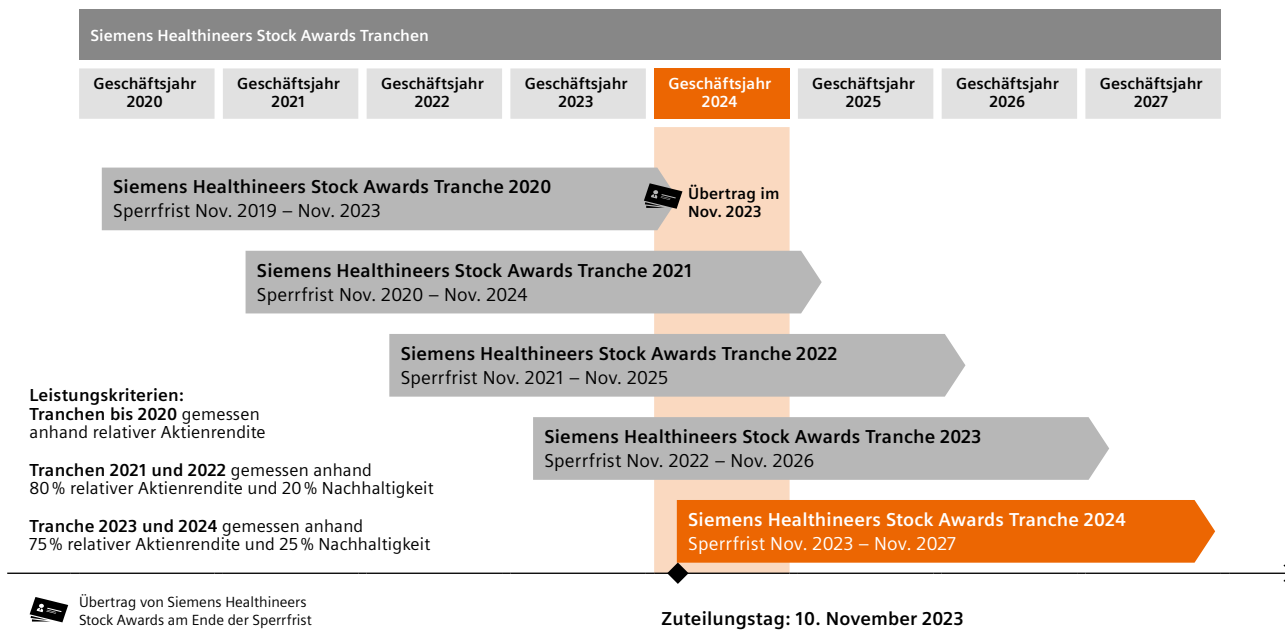 Siemens Healthineers Stock Awards Tranchen
Geschäftsjahr
2020
Geschäftsjahr
2021
Geschäftsjahr
2022
Geschäftsjahr
2023
Geschäftsjahr
2024
Geschäftsjahr
2025
Geschäftsjahr
2026
Geschäftsjahr
2027
Siemens Healthineers Stock Awards Tranche 2020
Sperrfrist Nov. 2019 – Nov. 2023
Übertrag im
Nov. 2023
Siemens Healthineers Stock Awards Tranche 2021
Sperrfrist Nov. 2020 – Nov. 2024
Siemens Healthineers Stock Awards Tranche 2022
Sperrfrist Nov. 2021 – Nov. 2025
Siemens Healthineers Stock Awards Tranche 2023
Sperrfrist Nov. 2022 – Nov. 2026
Siemens Healthineers Stock Awards Tranche 2024
Sperrfrist Nov. 2023 – Nov. 2027
Leistungskriterien:
Tranchen bis 2020 gemessen
anhand relativer Aktienrendite
Tranchen 2021 und 2022 gemessen anhand
80 % relativer Aktienrendite und 20 % Nachhaltigkeit
Tranche 2023 und 2024 gemessen anhand
75 % relativer Aktienrendite und 25 % Nachhaltigkeit
Übertrag von Siemens Healthineers
Stock Awards am Ende der Sperrfrist
Zuteilungstag: 10. November 2023